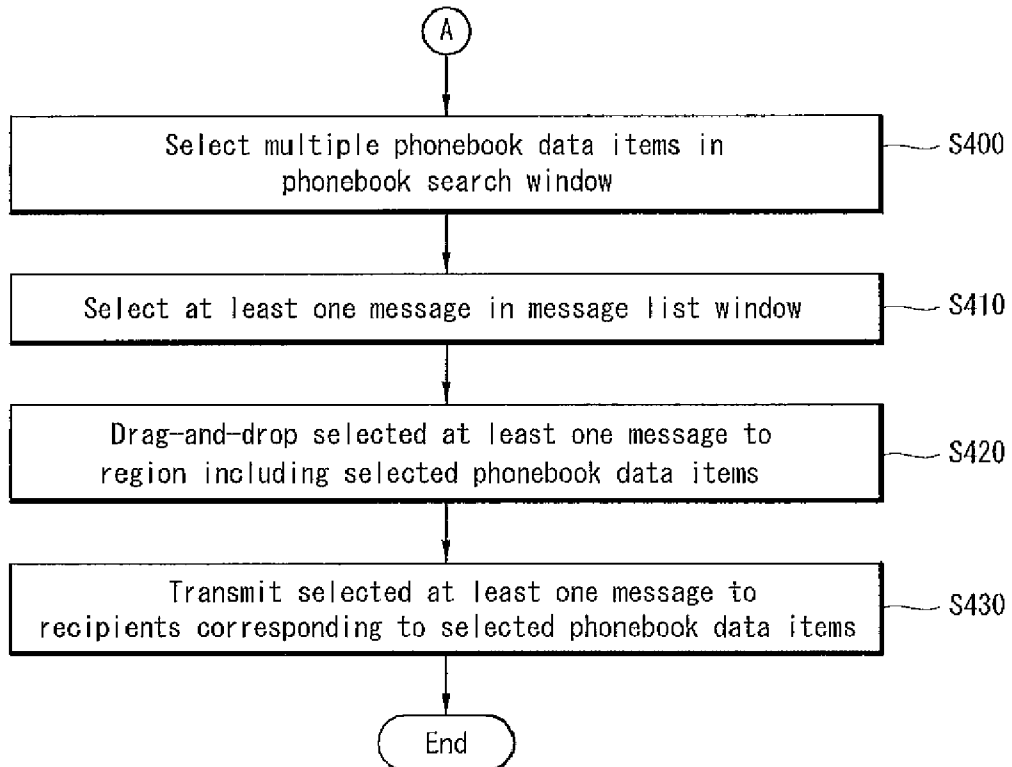 A
Select multiple phonebook data items in
phonebook search window
S400
Select at least one message in message list window
S410
Drag-and-drop selected at least one message to
region including selected phonebook data items
S420
Transmit selected at least one message to
recipients corresponding to selected phonebook data items
S430
End